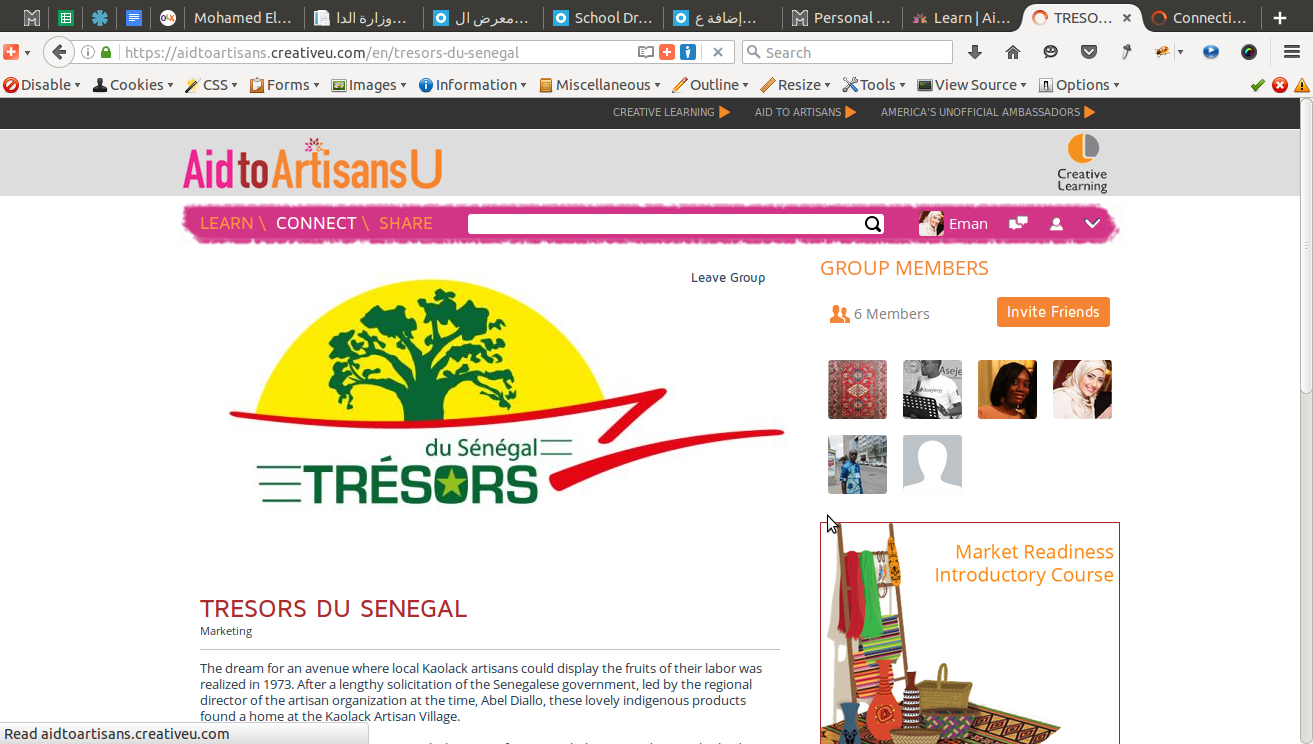 Mohamed El...
وزارة الدا...
معرض ال...
School Dr...
إضافة ع...
Personal ...
Learn | Ai...
TRESO...
Connecti...
https://aidtoartisans.creativeu.com/en/tresors-du-senegal
Search
Disable
Cookies
CSS
Forms
Images
Information
Miscellaneous
Outline
Resize
Tools
View Source
Options
CREATIVE LEARNING
AID TO ARTISANS
AMERICA'S UNOFFICIAL AMBASSADORS
Aid to Artisans U
Creative
Learning
LEARN \ CONNECT \ SHARE
Eman
Leave Group
du Sénégal
TRÉSORS
GROUP MEMBERS
6 Members
Invite Friends
Market Readiness
Introductory Course
TRESORS DU SENEGAL
Marketing
The dream for an avenue where local Kaolack artisans could display the fruits of their labor was
realized in 1973. After a lengthy solicitation of the Senegalese government, led by the regional
director of the artisan organization at the time, Abel Diallo, these lovely indigenous products
found a home at the Kaolack Artisan Village.
Read aidtoartisans.creativeu.com